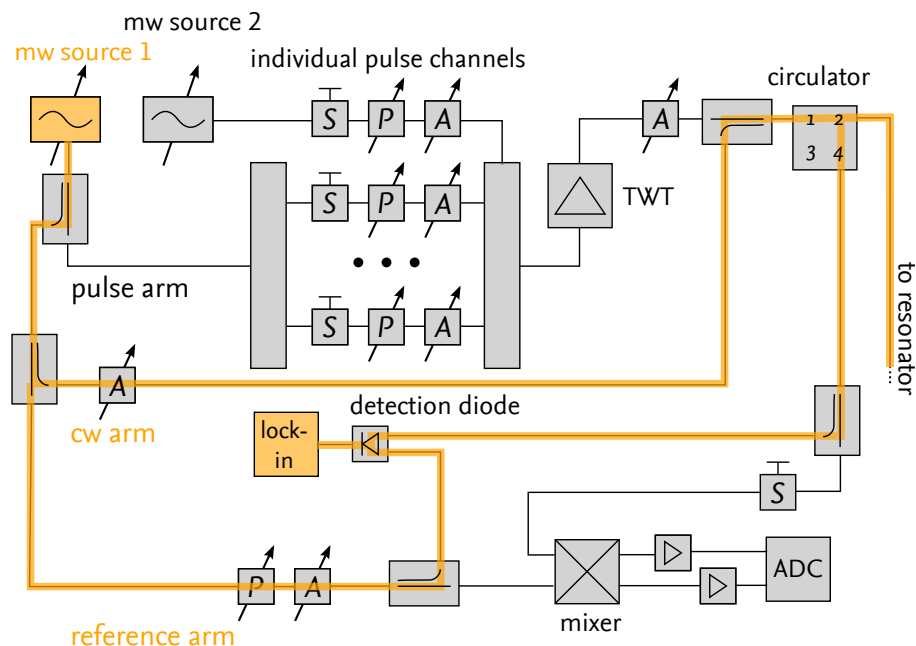 mw source 2
mw source 1
individual pulse channels
circulator
S P A
A
1 2
3 4
S P A
TWT
pulse arm
S P A
to resonator
A
detection diode
cw arm
lock-
in
S
ADC
P A
mixer
reference arm